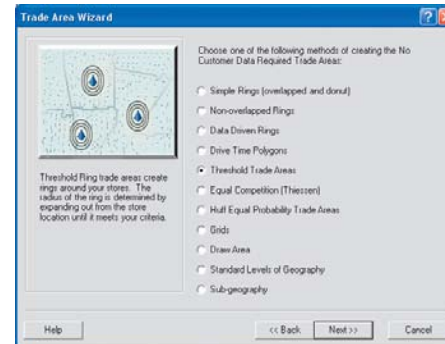 Trade Area Wizard
Choose one of the following methods of creating the No
Customer Data Required Trade Areas:
Simple Rings (overlapped and donut)
Non-overlapped Rings
Data Driven Rings
Drive Time Polygons
Threshold Trade Areas
Equal Competition (Thiessen)
Huff Equal Probability Trade Areas
Grids
Draw Area
Standard Levels of Geography
Sub-geography
Threshold Ring trade areas create
rings around your stores. The
radius of the ring is determined by
expanding out from the store
location until it meets your criteria.
Help
<< Back
Next >>
Cancel